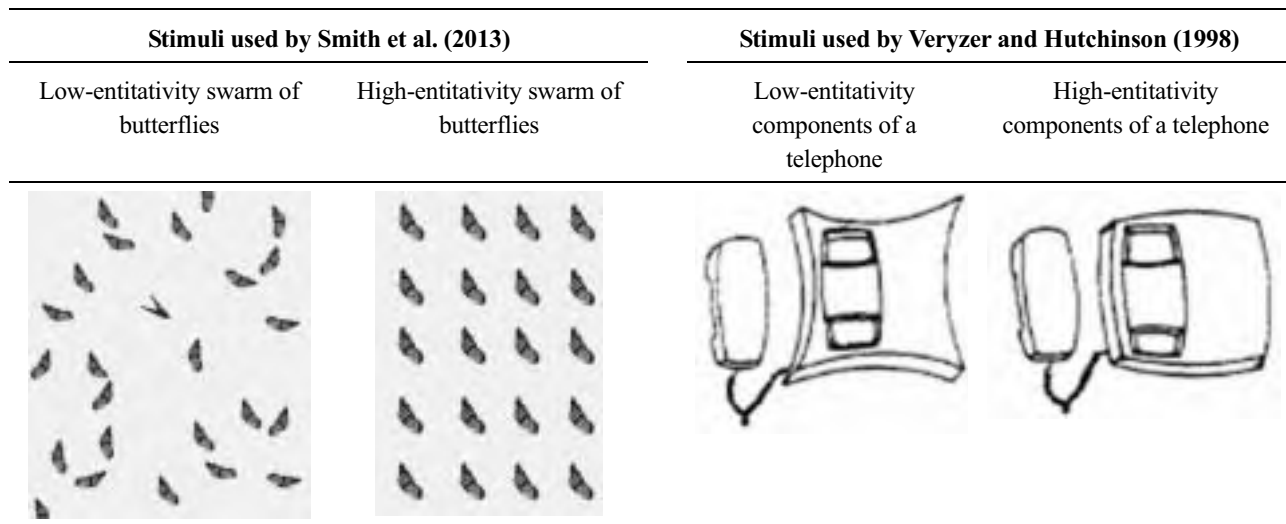 Stimuli used by Smith et al. (2013)
Stimuli used by Veryzer and Hutchinson (1998)
Low-entitativity swarm of
butterflies
High-entitativity swarm of
butterflies
Low-entitativity
components of a
telephone
High-entitativity
components of a telephone